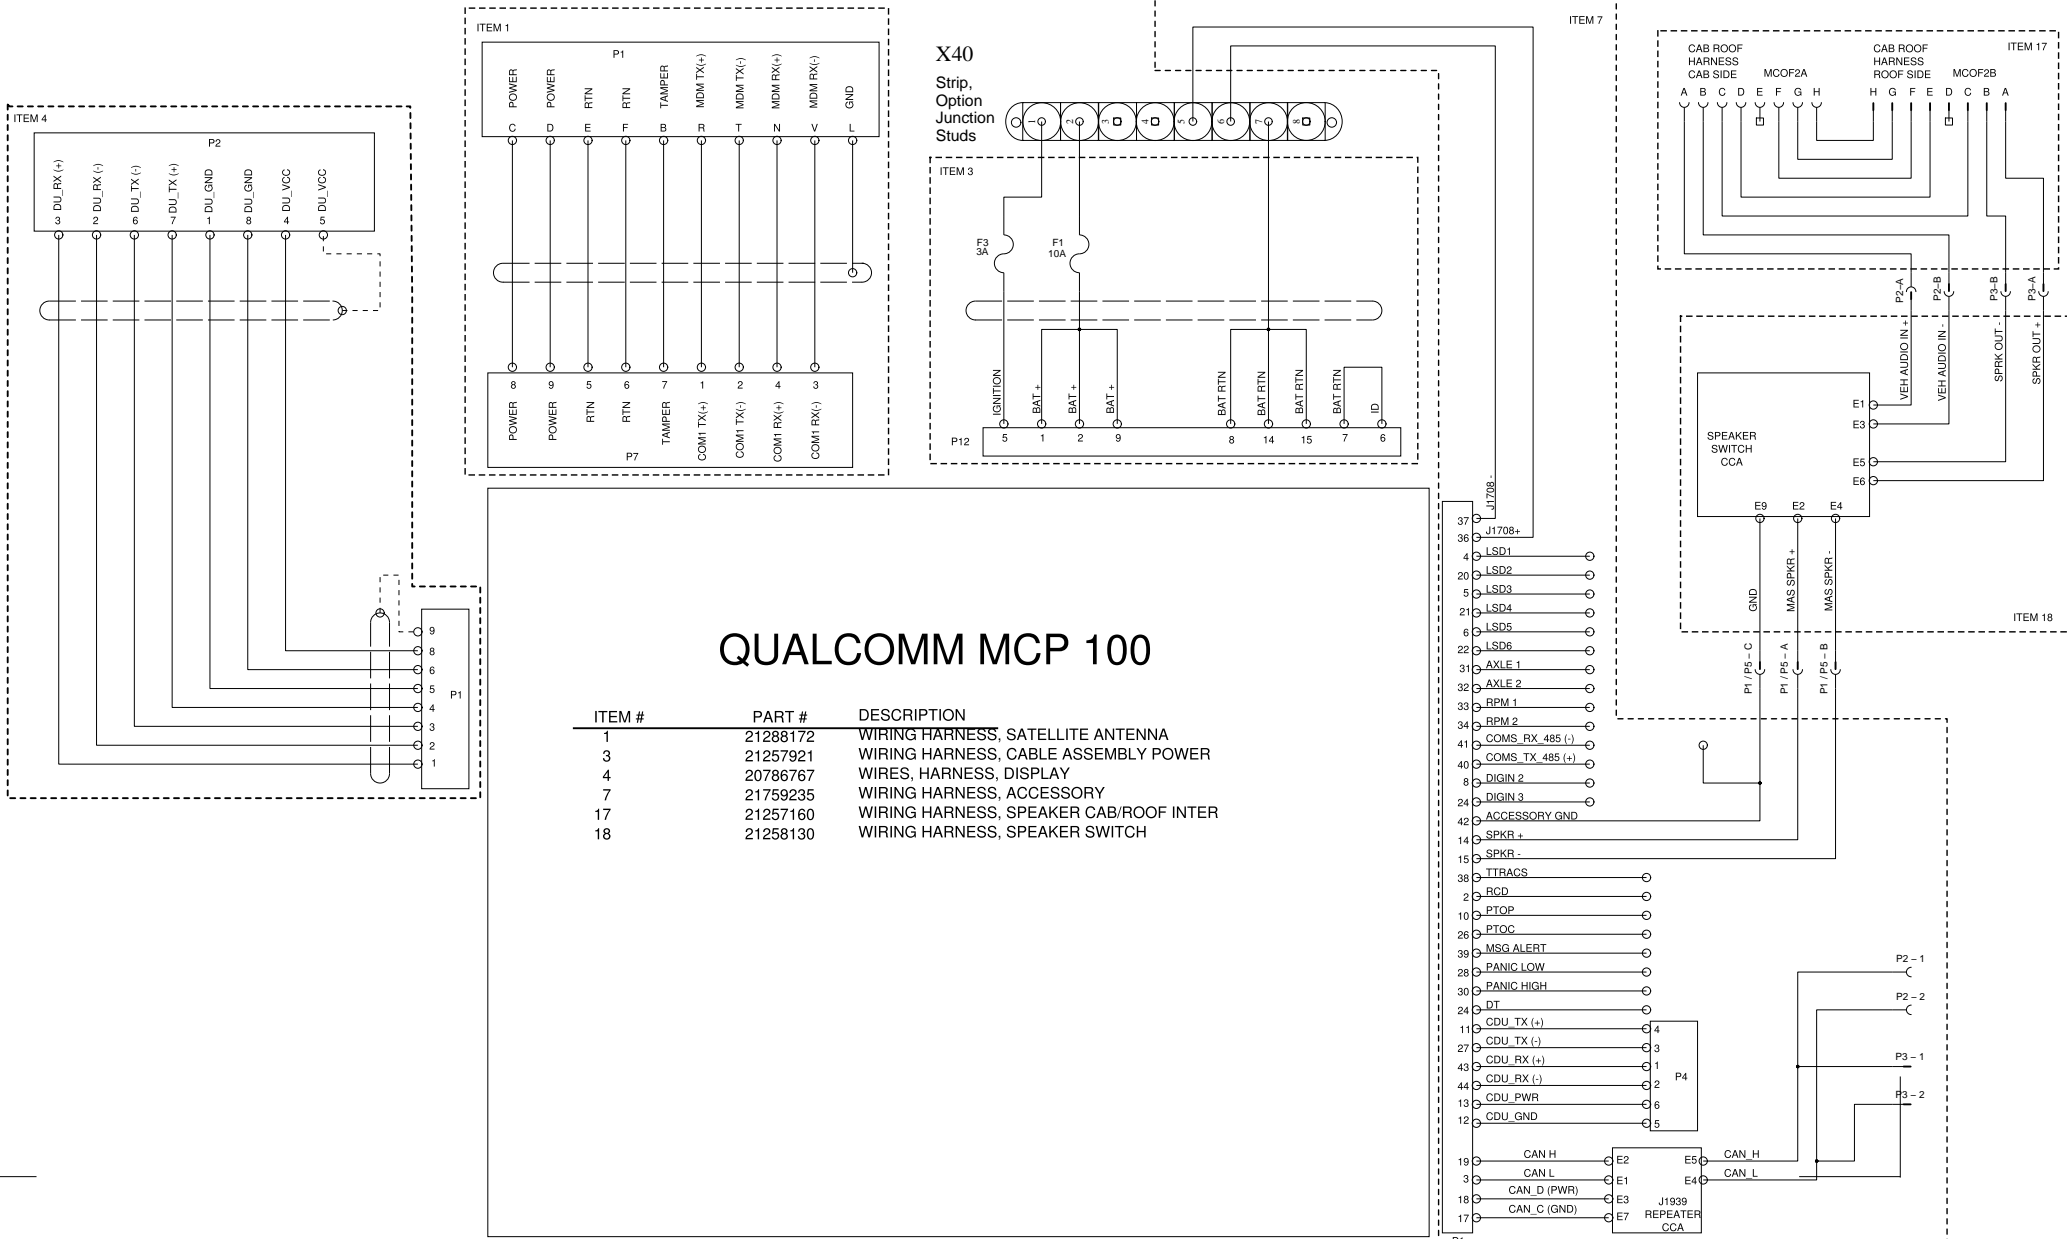 ITEM 4
P2
DU_RX (+)
DU_RX (-)
DU_TX (-)
DU_TX (+)
DU_GND
DU_GND
DU_VCC
DU_VCC
3 2 6 7 1 8 4 5
9
8
6
5
4
3
2
1
P1
ITEM 1
P1
POWER
POWER
RTN
RTN
TAMPER
MDM TX(+)
MDM TX(-)
MDM RX(+)
MDM RX(-)
GND
C D E F B R T N V L
8 9 5 6 7 1 2 4 3
POWER
POWER
RTN
RTN
TAMPER
COM1 TX(+)
COM1 TX(-)
COM1 RX(+)
COM1 RX(-)
P7
X40
Strip,
Option
Junction
Studs
1 2 3 4 5 6 7 8
ITEM 3
F3
3A
F1
10A
IGNITION
BAT +
BAT +
BAT +
BAT RTN
BAT RTN
BAT RTN
BAT RTN
ID
P12
5 1 2 9 8 14 15 7 6
QUALCOMM MCP 100
ITEM # PART # DESCRIPTION
1 21288172 WIRING HARNESS, SATELLITE ANTENNA
3 21257921 WIRING HARNESS, CABLE ASSEMBLY POWER
4 20786767 WIRES, HARNESS, DISPLAY
7 21759235 WIRING HARNESS, ACCESSORY
17 21257160 WIRING HARNESS, SPEAKER CAB/ROOF INTER
18 21258130 WIRING HARNESS, SPEAKER SWITCH
ITEM 7
J1708 -
37
36 J1708+
4 LSD1
20 LSD2
5 LSD3
21 LSD4
6 LSD5
22 LSD6
31 AXLE 1
32 AXLE 2
33 RPM 1
34 RPM 2
41 COMS_RX_485 (-)
40 COMS_TX_485 (+)
8 DIGIN 2
24 DIGIN 3
42 ACCESSORY GND
14 SPKR +
15 SPKR -
38 TTRACS
2 RCD
10 PTOP
26 PTOC
39 MSG ALERT
28 PANIC LOW
30 PANIC HIGH
24 DT
11 CDU_TX (+) 4
27 CDU_TX (-) 3
43 CDU_RX (+) 1
44 CDU_RX (-) 2
13 CDU_PWR 6
12 CDU_GND 5
P4
19 CAN H E2
3 CAN L E1
18 CAN_D (PWR) E3
17 CAN_C (GND) E7
E5 CAN_H
E4 CAN_L
J1939
REPEATER
CCA
P2 – 1
P2 – 2
P3 – 1
P3 – 2
ITEM 17
CAB ROOF
HARNESS
CAB SIDE
MCOF2A
CAB ROOF
HARNESS
ROOF SIDE
MCOF2B
A B C D E F G H
H G F E D C B A
P2–A
P2–B
P3–B
P3–A
VEH AUDIO IN +
VEH AUDIO IN -
SPRK OUT -
SPKR OUT +
E1
E3
E5
E6
SPEAKER
SWITCH
CCA
E9 E2 E4
GND
MAS SPKR +
MAS SPKR -
ITEM 18
P1 / P5 – C
P1 / P5 – A
P1 / P5 – B